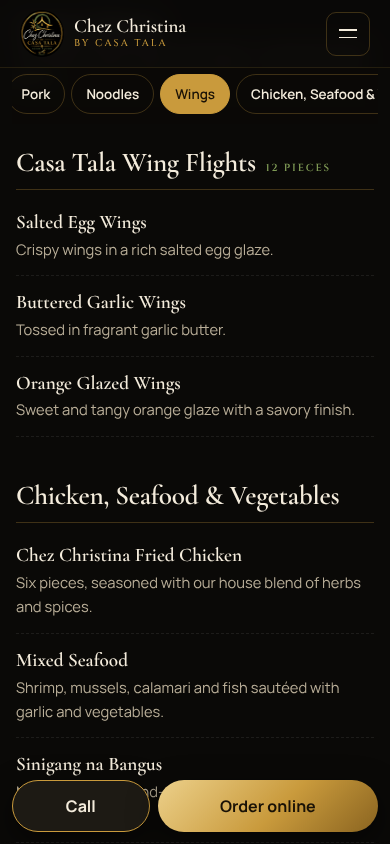 Chez Christina
BY CASA TALA
Pork
Noodles
Wings
Chicken, Seafood &
Casa Tala Wing Flights 12 PIECES
Salted Egg Wings
Crispy wings in a rich salted egg glaze.
Buttered Garlic Wings
Tossed in fragrant garlic butter.
Orange Glazed Wings
Sweet and tangy orange glaze with a savory finish.
Chicken, Seafood & Vegetables
Chez Christina Fried Chicken
Six pieces, seasoned with our house blend of herbs
and spices.
Mixed Seafood
Shrimp, mussels, calamari and fish sautéed with
garlic and vegetables.
Sinigang na Bangus
Call
Order online